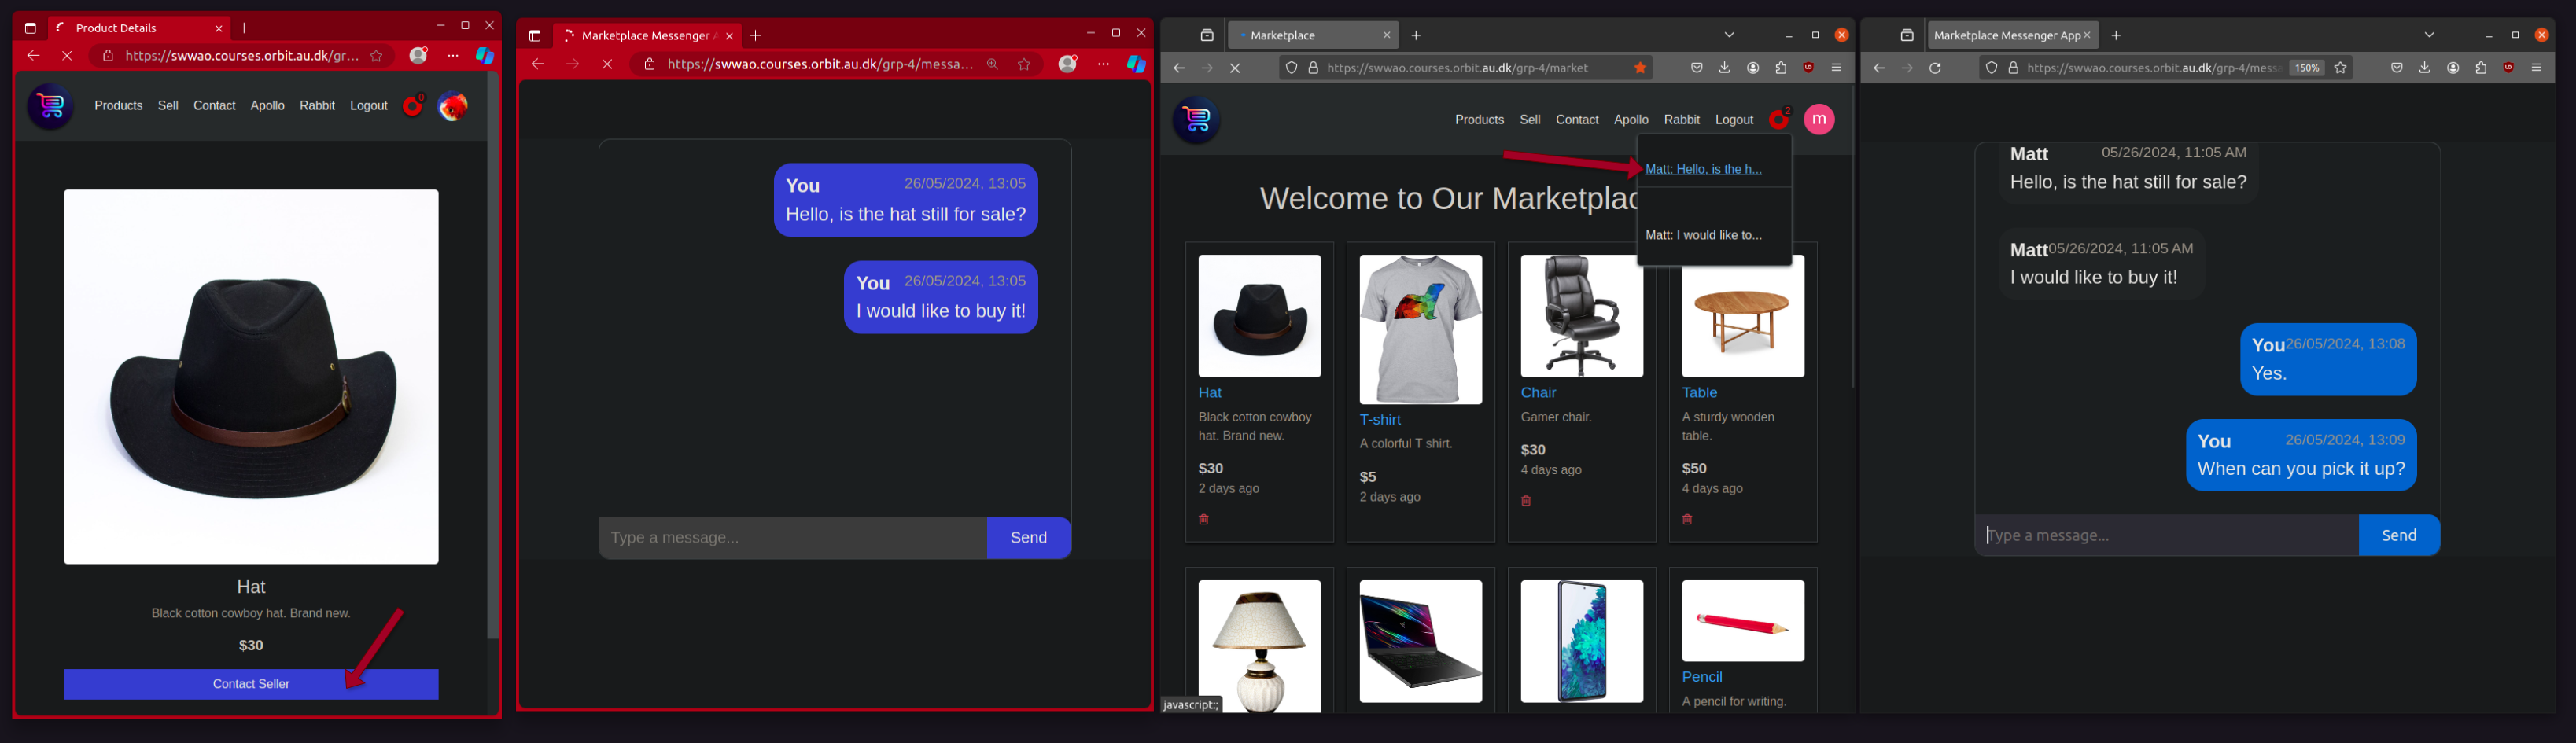 Product Details
https://swwao.courses.orbit.au.dk/gr...
Products Sell Contact Apollo Rabbit Logout 0
Hat
Black cotton cowboy hat. Brand new.
$30
Contact Seller
Marketplace Messenger A
https://swwao.courses.orbit.au.dk/grp-4/messa...
You 26/05/2024, 13:05
Hello, is the hat still for sale?
You 26/05/2024, 13:05
I would like to buy it!
Type a message... Send
Marketplace
https://swwao.courses.orbit.au.dk/grp-4/market
Products Sell Contact Apollo Rabbit Logout 2 m
Matt: Hello, is the h...
Matt: I would like to...
Welcome to Our Marketplac
Hat
Black cotton cowboy
hat. Brand new.
$30
2 days ago
T-shirt
A colorful T shirt.
$5
2 days ago
Chair
Gamer chair.
$30
4 days ago
Table
A sturdy wooden
table.
$50
4 days ago
Pencil
A pencil for writing.
javascript:;
Marketplace Messenger App
https://swwao.courses.orbit.au.dk/grp-4/messa 150%
Matt 05/26/2024, 11:05 AM
Hello, is the hat still for sale?
Matt 05/26/2024, 11:05 AM
I would like to buy it!
You 26/05/2024, 13:08
Yes.
You 26/05/2024, 13:09
When can you pick it up?
Type a message... Send